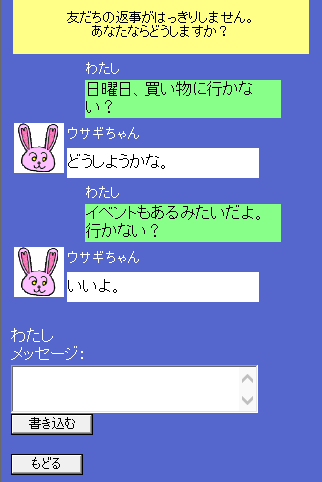 友だちの返事がはっきりしません。
あなたならどうしますか？
わたし
日曜日、買い物に行かな
い？
ウサギちゃん
どうしようかな。
わたし
イベントもあるみたいだよ。
行かない？
ウサギちゃん
いいよ。
わたし
メッセージ：
書き込む
もどる